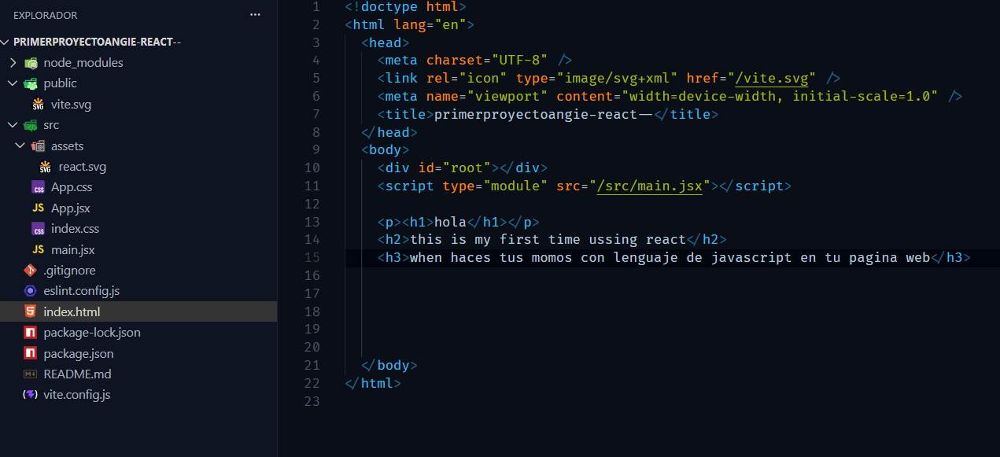 EXPLORADOR
PRIMERPROYECTOANGIE-REACT--
node_modules
public
vite.svg
src
assets
react.svg
App.css
App.jsx
index.css
main.jsx
.gitignore
eslint.config.js
index.html
package-lock.json
package.json
README.md
vite.config.js
1 <!doctype html>
2 <html lang="en">
3 <head>
4 <meta charset="UTF-8" />
5 <link rel="icon" type="image/svg+xml" href="/vite.svg" />
6 <meta name="viewport" content="width=device-width, initial-scale=1.0" />
7 <title>primerproyectoangie-react--</title>
8 </head>
9 <body>
10 <div id="root"></div>
11 <script type="module" src="/src/main.jsx"></script>
12
13 <p><h1>hola</h1></p>
14 <h2>this is my first time ussing react</h2>
15 <h3>when haces tus momos con lenguaje de javascript en tu pagina web</h3>
16
17
18
19
20
21 </body>
22 </html>
23